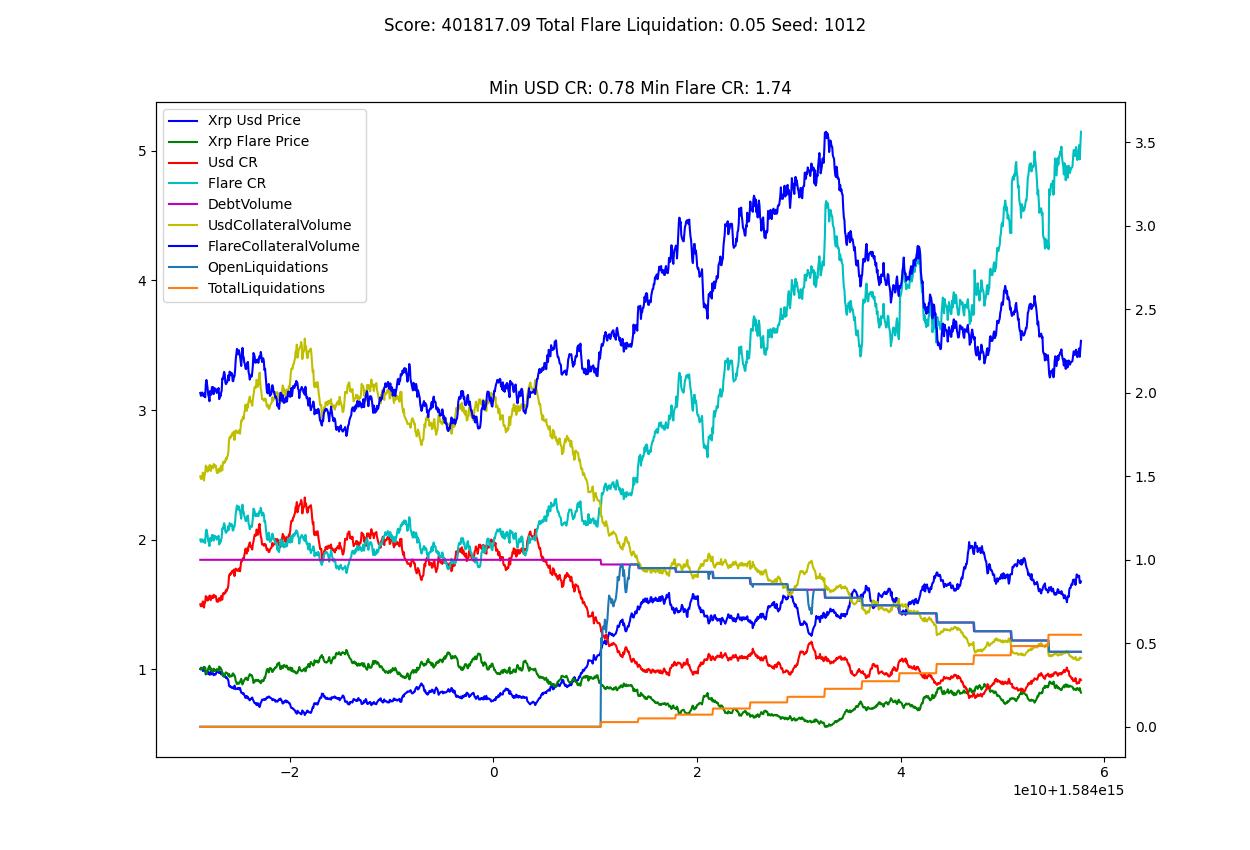 Score: 401817.09 Total Flare Liquidation: 0.05 Seed: 1012
Min USD CR: 0.78 Min Flare CR: 1.74
Xrp Usd Price
Xrp Flare Price
Usd CR
Flare CR
DebtVolume
UsdCollateralVolume
FlareCollateralVolume
OpenLiquidations
TotalLiquidations
5
4
3
2
1
3.5
3.0
2.5
2.0
1.5
1.0
0.5
0.0
−2
0
2
4
6
1e10+1.584e15